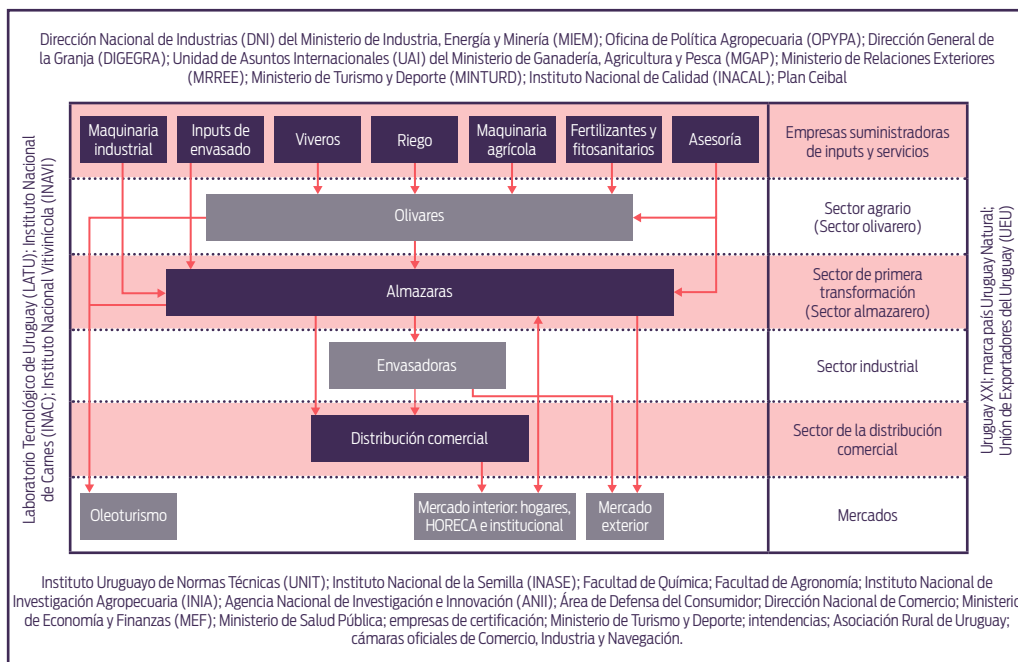 Dirección Nacional de Industrias (DNI) del Ministerio de Industria, Energía y Minería (MIEM); Oficina de Política Agropecuaria (OPYPA); Dirección General de
la Granja (DIGEGRA); Unidad de Asuntos Internacionales (UAI) del Ministerio de Ganadería, Agricultura y Pesca (MGAP); Ministerio de Relaciones Exteriores
(MRREE); Ministerio de Turismo y Deporte (MINTURD); Instituto Nacional de Calidad (INACAL); Plan Ceibal
Laboratorio Tecnológico de Uruguay (LATU); Instituto Nacional
de Carnes (INAC); Instituto Nacional Vitivinícola (INAVI)
Maquinaria
industrial
Inputs de
envasado
Viveros
Riego
Maquinaria
agrícola
Fertilizantes y
fitosanitarios
Asesoría
Empresas suministradoras
de inputs y servicios
Olivares
Sector agrario
(Sector olivarero)
Almazaras
Sector de primera
transformación
(Sector almazarero)
Envasadoras
Sector industrial
Distribución comercial
Sector de la distribución
comercial
Oleoturismo
Mercado interior: hogares,
HORECA e institucional
Mercado
exterior
Mercados
Uruguay XXI; marca país Uruguay Natural;
Unión de Exportadores del Uruguay (UEU)
Instituto Uruguayo de Normas Técnicas (UNIT); Instituto Nacional de la Semilla (INASE); Facultad de Química; Facultad de Agronomía; Instituto Nacional de
Investigación Agropecuaria (INIA); Agencia Nacional de Investigación e Innovación (ANII); Área de Defensa del Consumidor; Dirección Nacional de Comercio; Ministerio
de Economía y Finanzas (MEF); Ministerio de Salud Pública; empresas de certificación; Ministerio de Turismo y Deporte; intendencias; Asociación Rural de Uruguay;
cámaras oficiales de Comercio, Industria y Navegación.